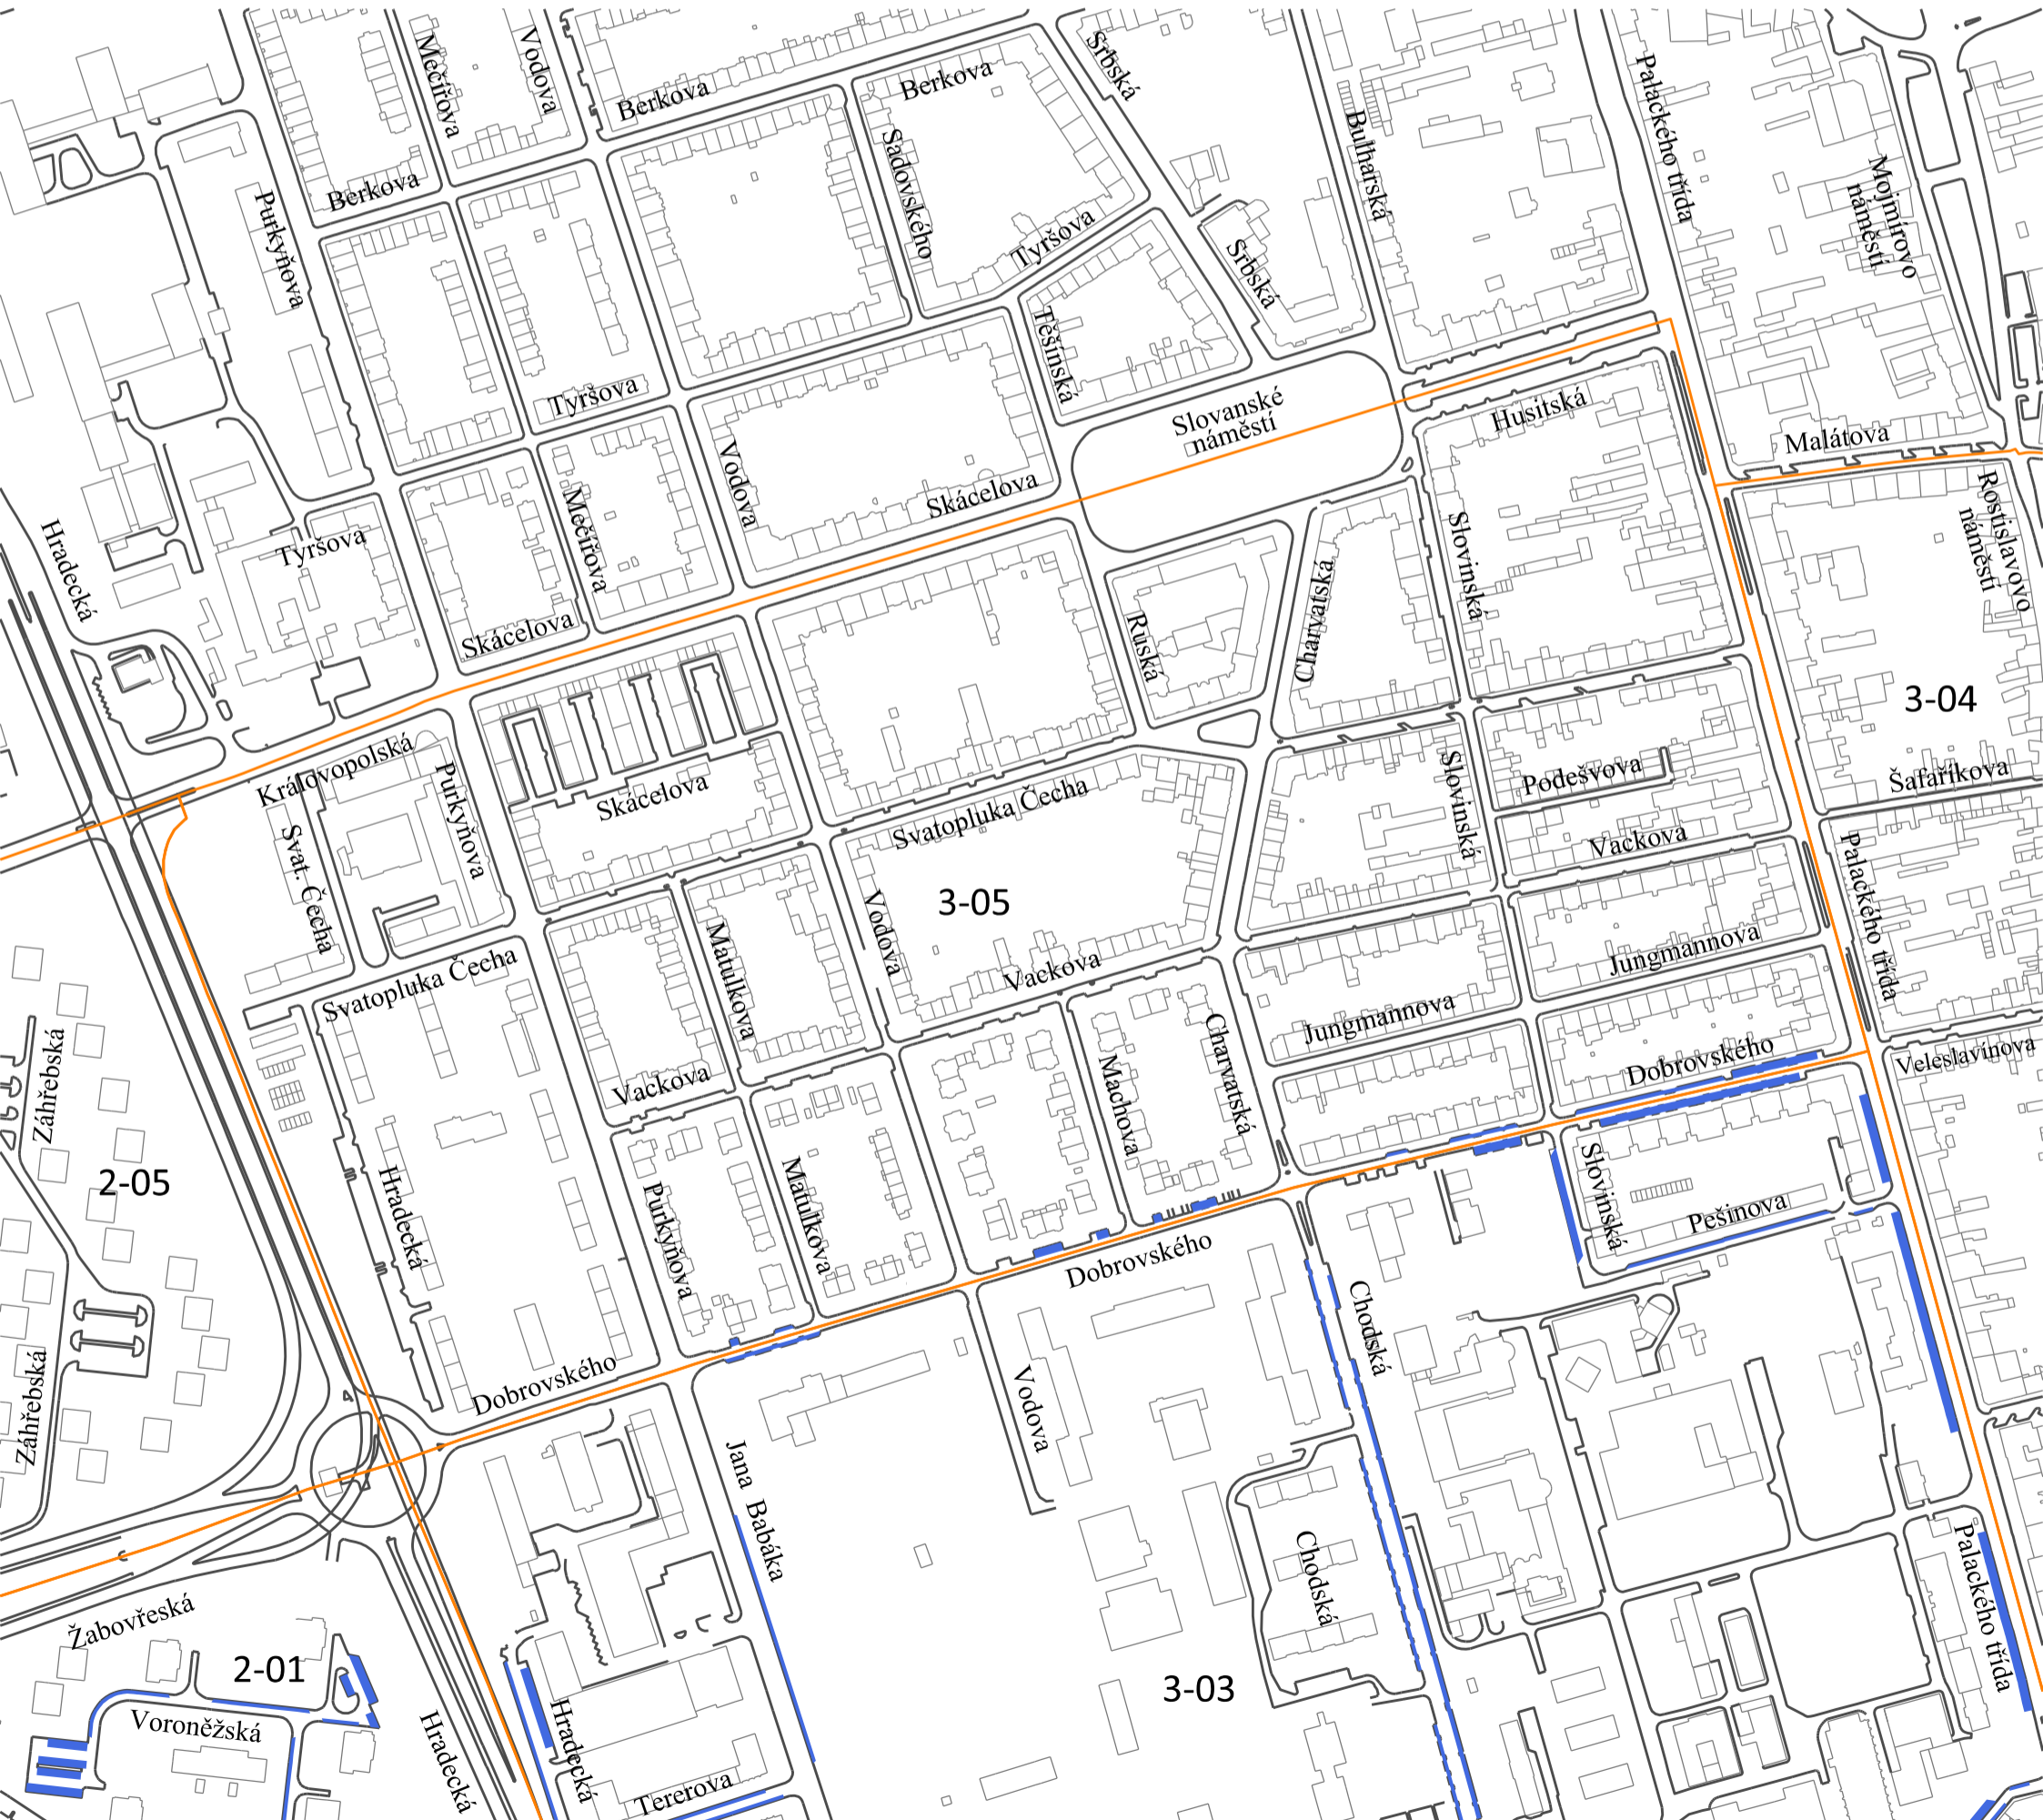 Mečířova
Vodova
Berkova
Berkova
Srbská
Palackého třída
Bulharská
Sadovského
Berkova
Purkyňova
Mojmírovo
náměstí
Tyršova
Srbská
Těšínská
Tyršova
Slovanské
náměstí
Husitská
Malátova
Vodova
Skácelova
Mečířova
Rostislavovo
náměstí
Hradecká
Tyršova
Slovinská
Charvatská
Skácelova
Ruská
3-04
Královopolská
Purkyňova
Skácelova
Svatopluka Čecha
Slovinská
Podešvova
Šafaříkova
Svat. Čecha
Vackova
Palackého třída
3-05
Vodova
Matulkova
Svatopluka Čecha
Vackova
Jungmannova
Jungmannova
Záhřebská
Vackova
Machova
Charvatská
Dobrovského
Veleslavínova
2-05
Hradecká
Purkyňova
Matulkova
Slovinská
Pešinova
Dobrovského
Chodská
Záhřebská
Dobrovského
Vodova
Jana Babáka
Chodská
Palackého třída
Žabovřeská
2-01
3-03
Voroněžská
Hradecká
Hradecká
Tererova